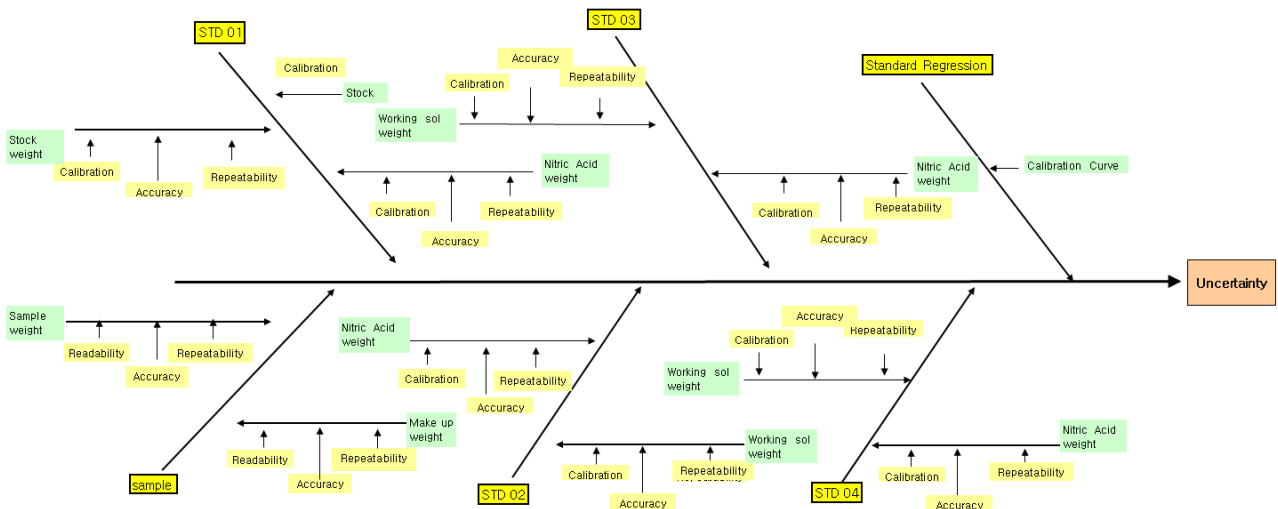 STD 01
STD 03
Standard Regression
Calibration
Stock
Accuracy
Calibration
Repeatability
Working sol
weight
Stock
weight
Calibration
Accuracy
Repeatability
Nitric Acid
weight
Calibration
Accuracy
Repeatability
Nitric Acid
weight
Calibration
Accuracy
Repeatability
Calibration Curve
Uncertainty
Sample
weight
Readability
Accuracy
Repeatability
Nitric Acid
weight
Calibration
Accuracy
Repeatability
Accuracy
Repeatability
Calibration
Working sol
weight
Make up
weight
Readability
Accuracy
Repeatability
Working sol
weight
Calibration
Accuracy
Repeatability
Nitric Acid
weight
Calibration
Accuracy
Repeatability
sample
STD 02
STD 04